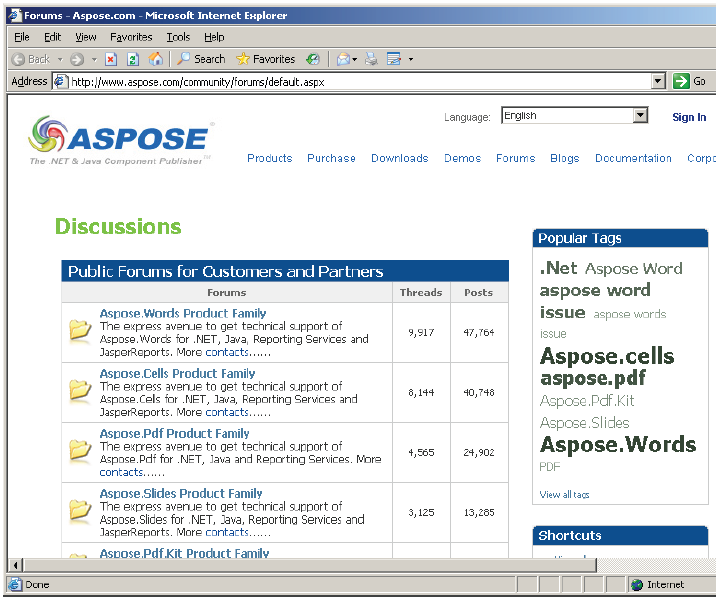 Forums - Aspose.com - Microsoft Internet Explorer
File Edit View Favorites Tools Help
Back Search Favorites
Address http://www.aspose.com/community/forums/default.aspx Go
Language: English Sign In
ASPOSE
The .NET & Java Component Publisher
Products Purchase Downloads Demos Forums Blogs Documentation Corpo
Discussions
Public Forums for Customers and Partners
Forums Threads Posts
Aspose.Words Product Family
The express avenue to get technical support of
Aspose.Words for .NET, Java, Reporting Services and
JasperReports. More contacts......
9,917 47,764
Aspose.Cells Product Family
The express avenue to get technical support of
Aspose.Cells for .NET, Java, Reporting Services and
JasperReports. More contacts......
8,144 40,748
Aspose.Pdf Product Family
The express avenue to get technical support of
Aspose.Pdf for .NET, Java and Reporting Services. More
contacts......
4,565 24,902
Aspose.Slides Product Family
The express avenue to get technical support of
Aspose.Slides for .NET, Java, Reporting Services and
JasperReports. More contacts......
3,125 13,285
Aspose.Pdf.Kit Product Family
Popular Tags
.Net Aspose Word
aspose word
issue aspose words
issue
Aspose.cells
aspose.pdf
Aspose.Pdf.Kit
Aspose.Slides
Aspose.Words
PDF
View all tags
Shortcuts
Done Internet